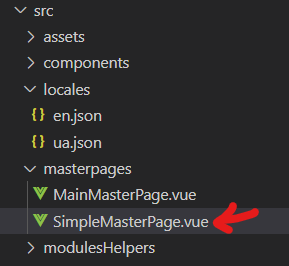 src
assets
components
locales
{} en.json
{} ua.json
masterpages
MainMasterPage.vue
SimpleMasterPage.vue
modulesHelpers